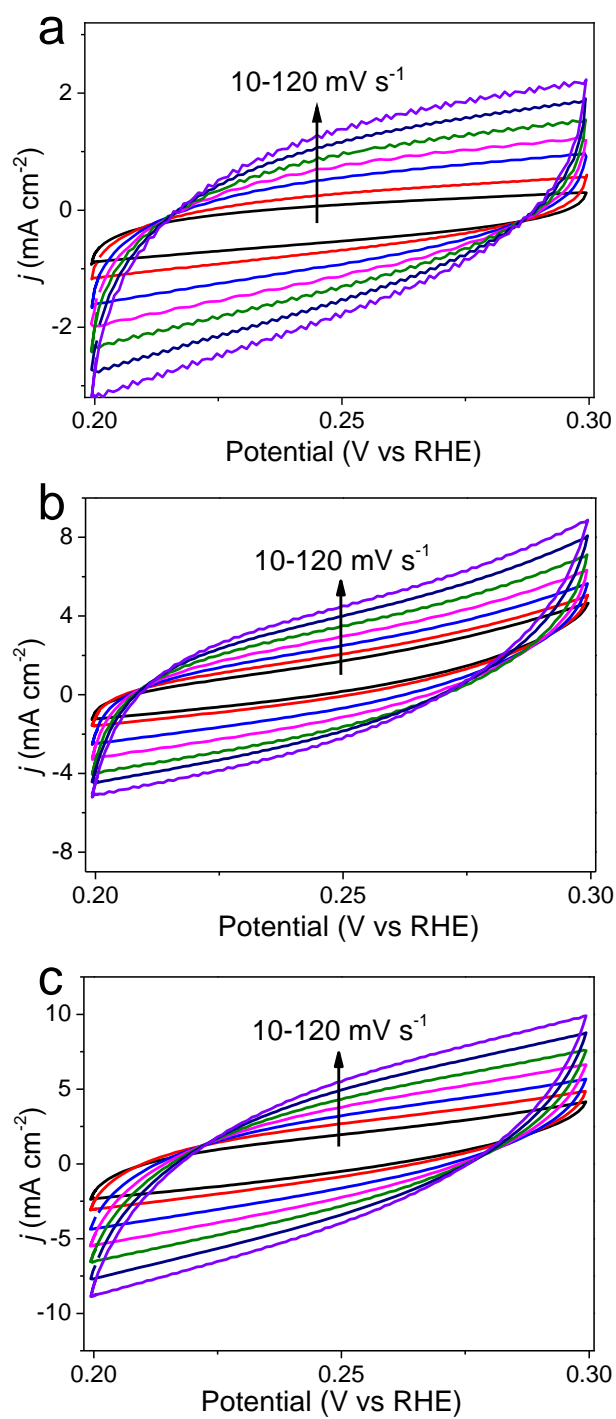 a
10-120 mV s⁻¹
2
0
-2
j (mA cm⁻²)
0.20
0.25
0.30
Potential (V vs RHE)
b
10-120 mV s⁻¹
8
4
0
-4
-8
j (mA cm⁻²)
0.20
0.25
0.30
Potential (V vs RHE)
c
10-120 mV s⁻¹
10
5
0
-5
-10
j (mA cm⁻²)
0.20
0.25
0.30
Potential (V vs RHE)